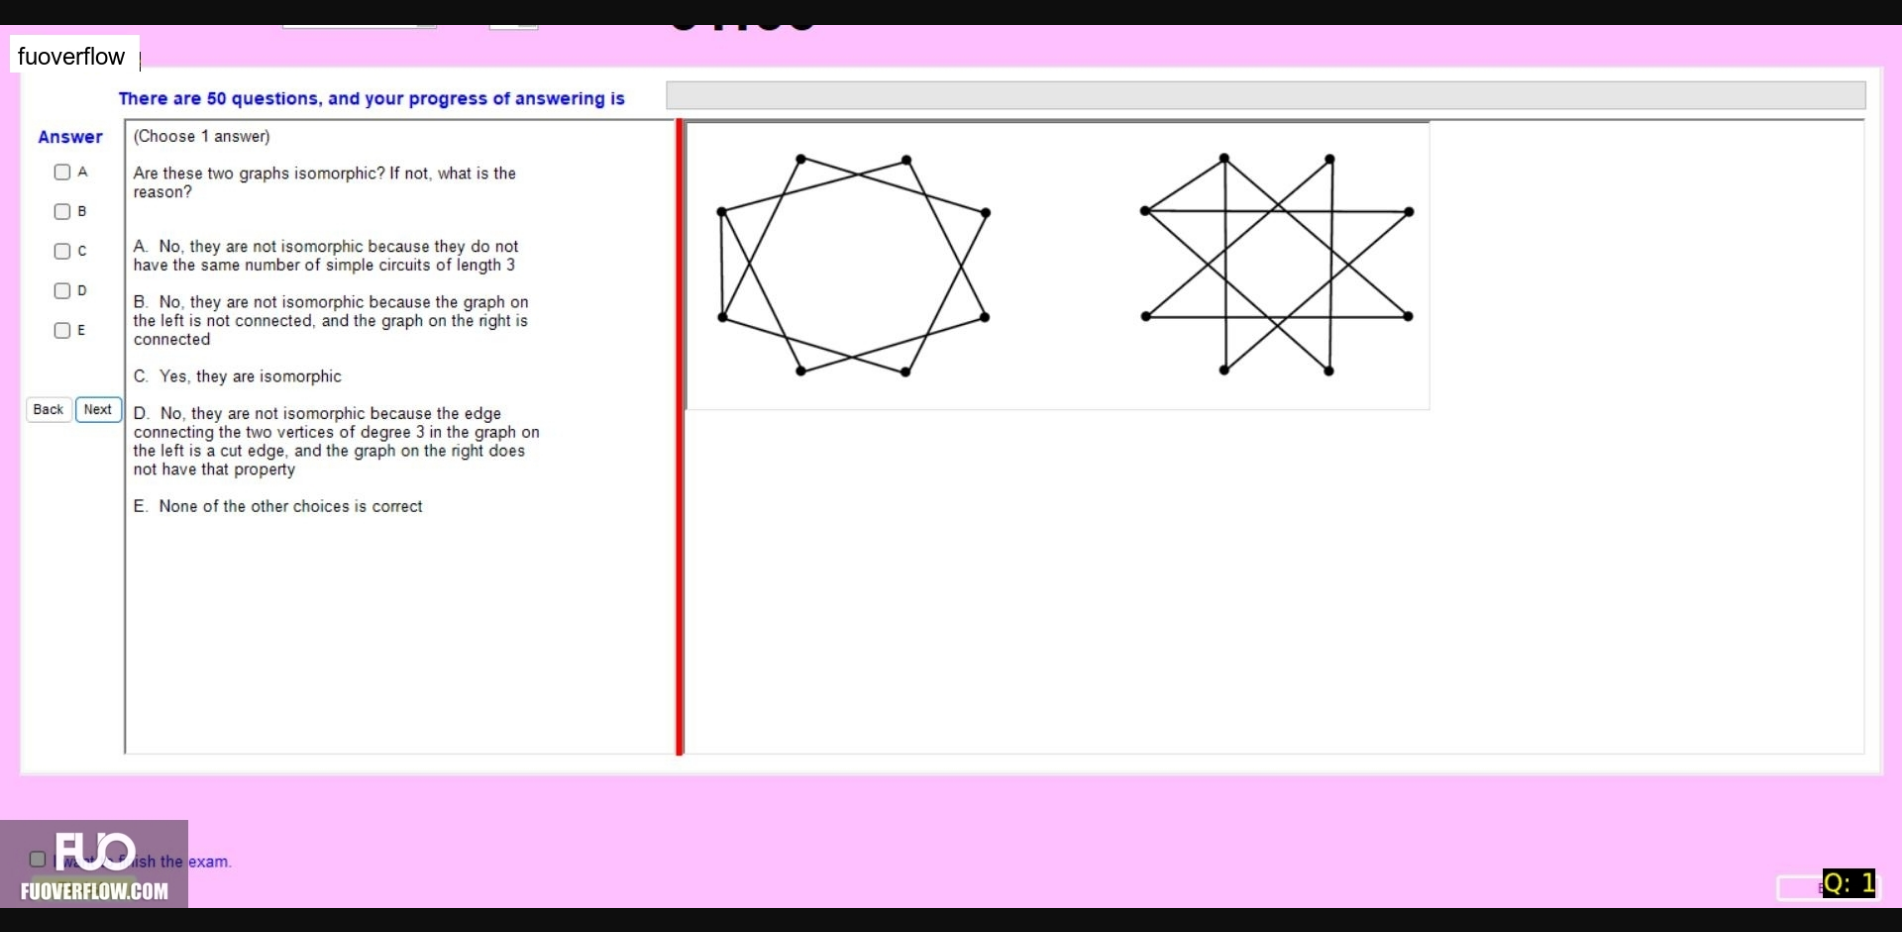 fuoverflow
There are 50 questions, and your progress of answering is
Answer
(Choose 1 answer)
A
B
C
D
E
Are these two graphs isomorphic? If not, what is the
reason?
A. No, they are not isomorphic because they do not
have the same number of simple circuits of length 3
B. No, they are not isomorphic because the graph on
the left is not connected, and the graph on the right is
connected
C. Yes, they are isomorphic
D. No, they are not isomorphic because the edge
connecting the two vertices of degree 3 in the graph on
the left is a cut edge, and the graph on the right does
not have that property
E. None of the other choices is correct
Back
Next
FUO
finish the exam.
FUOVERFLOW.COM
Q: 1